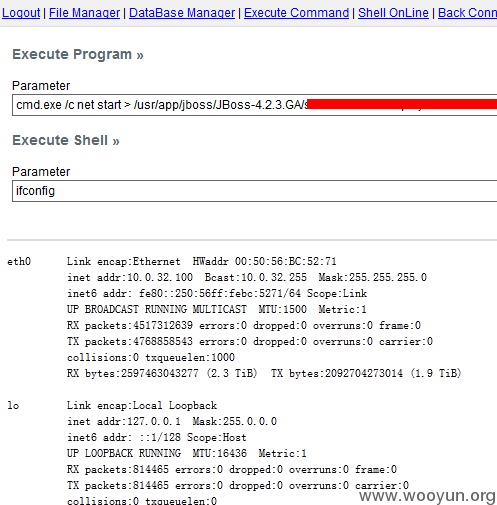 Logout | File Manager | DataBase Manager | Execute Command | Shell OnLine | Back Conn
Execute Program »
Parameter
cmd.exe /c net start > /usr/app/jboss/JBoss-4.2.3.GA/
Execute Shell »
Parameter
ifconfig
eth0 Link encap:Ethernet HWaddr 00:50:56:BC:52:71
inet addr:10.0.32.100 Bcast:10.0.32.255 Mask:255.255.255.0
inet6 addr: fe80::250:56ff:febc:5271/64 Scope:Link
UP BROADCAST RUNNING MULTICAST MTU:1500 Metric:1
RX packets:4517312639 errors:0 dropped:0 overruns:0 frame:0
TX packets:4768858543 errors:0 dropped:0 overruns:0 carrier:0
collisions:0 txqueuelen:1000
RX bytes:2597463043277 (2.3 TiB) TX bytes:2092704273014 (1.9 TiB)
lo Link encap:Local Loopback
inet addr:127.0.0.1 Mask:255.0.0.0
inet6 addr: ::1/128 Scope:Host
UP LOOPBACK RUNNING MTU:16436 Metric:1
RX packets:814465 errors:0 dropped:0 overruns:0 frame:0
TX packets:814465 errors:0 dropped:0 overruns:0 carrier:0
collisions:0 txqueuelen:0
www.wooyun.org